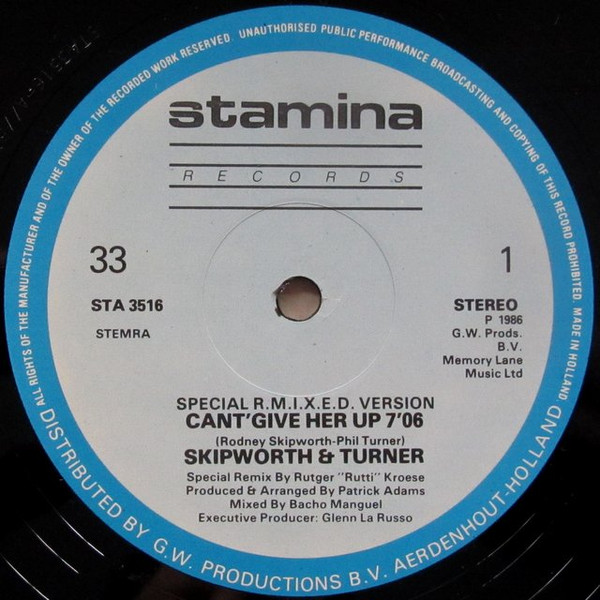 ALL RIGHTS OF THE MANUFACTURER AND OF THE OWNER OF THE RECORDED WORK RESERVED. UNAUTHORISED PUBLIC PERFORMANCE BROADCASTING AND COPYING OF THIS RECORD PROHIBITED. MADE IN HOLLAND
stamina
RECORDS
33
1
STA 3516
STEREO
STEMRA
P 1986
G.W. Prods.
B.V.
Memory Lane
Music Ltd
SPECIAL R.M.I.X.E.D. VERSION
CANT'GIVE HER UP 7'06
(Rodney Skipworth-Phil Turner)
SKIPWORTH & TURNER
Special Remix By Rutger "Rutti" Kroese
Produced & Arranged By Patrick Adams
Mixed By Bacho Manguel
Executive Producer: Glenn La Russo
DISTRIBUTED BY G.W. PRODUCTIONS B.V. AERDENHOUT-HOLLAND